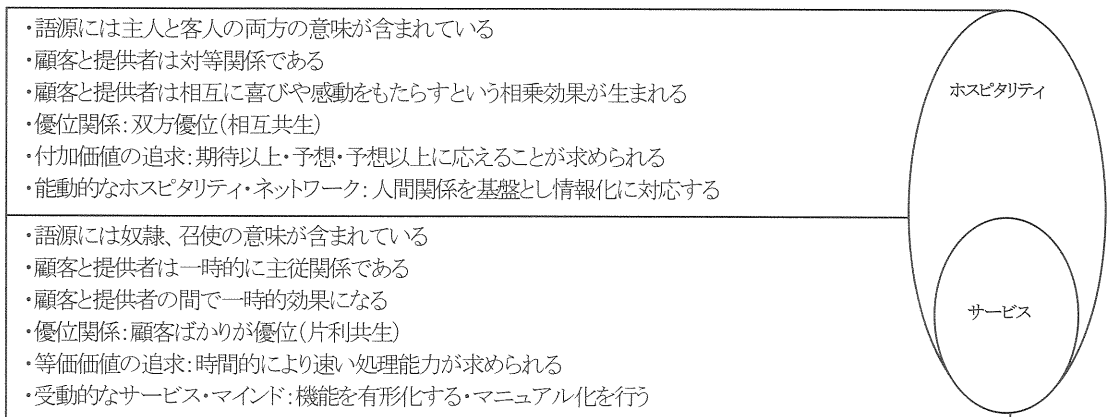 ・語源には主人と客人の両方の意味が含まれている
・顧客と提供者は対等関係である
・顧客と提供者は相互に喜びや感動をもたらすという相乗効果が生まれる
・優位関係：双方優位（相互共生）
・付加価値の追求：期待以上・予想・予想以上に応えることが求められる
・能動的なホスピタリティ・ネットワーク：人間関係を基盤とし情報化に対応する
ホスピタリティ
・語源には奴隷、召使の意味が含まれている
・顧客と提供者は一時的に主従関係である
・顧客と提供者の間で一時的効果になる
・優位関係：顧客ばかりが優位（片利共生）
・等価価値の追求：時間的により速い処理能力が求められる
・受動的なサービス・マインド：機能を有形化する・マニュアル化を行う
サービス